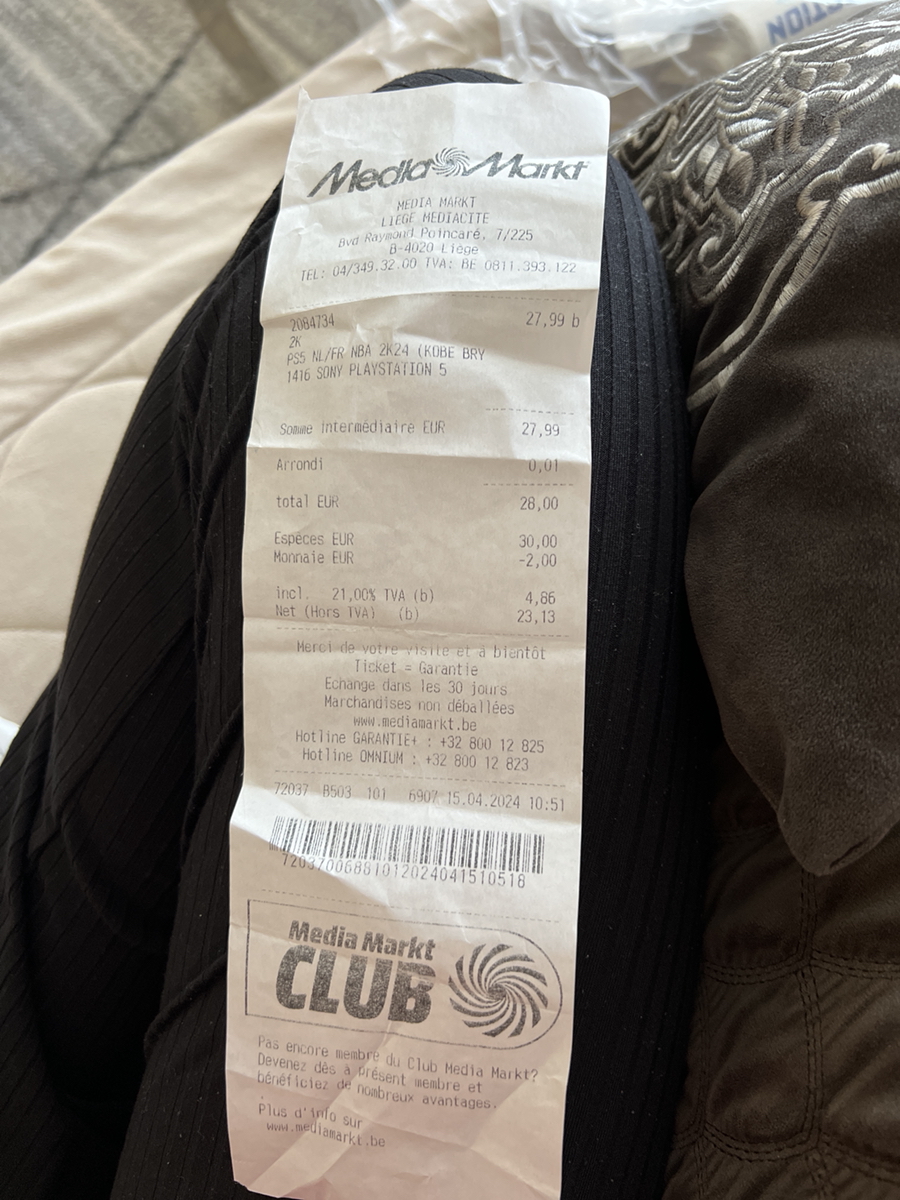 CTION
Media Markt
MEDIA MARKT
LIEGE MEDIACITE
Bvd Raymond Poincaré, 7/225
B-4020 Liège
TEL: 04/349.32.00 TVA: BE 0811.393.122
2084734 27,99 b
2K
PS5 NL/FR NBA 2K24 (KOBE BRY
1416 SONY PLAYSTATION 5
Somme intermédiaire EUR 27,99
Arrondi 0,01
total EUR 28,00
Espèces EUR 30,00
Monnaie EUR -2,00
incl. 21,00% TVA (b) 4,86
Net (Hors TVA) (b) 23,13
Merci de votre visite et à bientôt
Ticket = Garantie
Echange dans les 30 jours
Marchandises non déballées
www.mediamarkt.be
Hotline GARANTIE+ : +32 800 12 825
Hotline OMNIUM : +32 800 12 823
72037 B503 101 6907 15.04.2024 10:51
Media Markt
CLUB
Pas encore membre du Club Media Markt?
Devenez dès à présent membre et
bénéficiez de nombreux avantages.
Plus d'info sur
www.mediamarkt.be